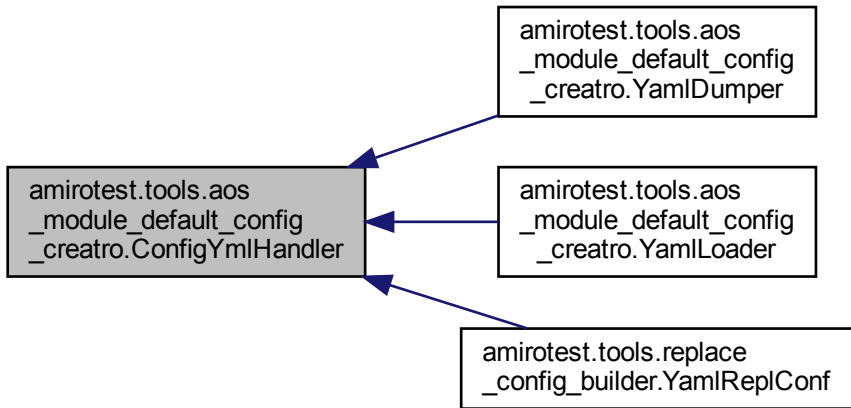 amirotest.tools.aos
_module_default_config
_creatro.YamlDumper
amirotest.tools.aos
_module_default_config
_creatro.ConfigYmlHandler
amirotest.tools.aos
_module_default_config
_creatro.YamlLoader
amirotest.tools.replace
_config_builder.YamlReplConf